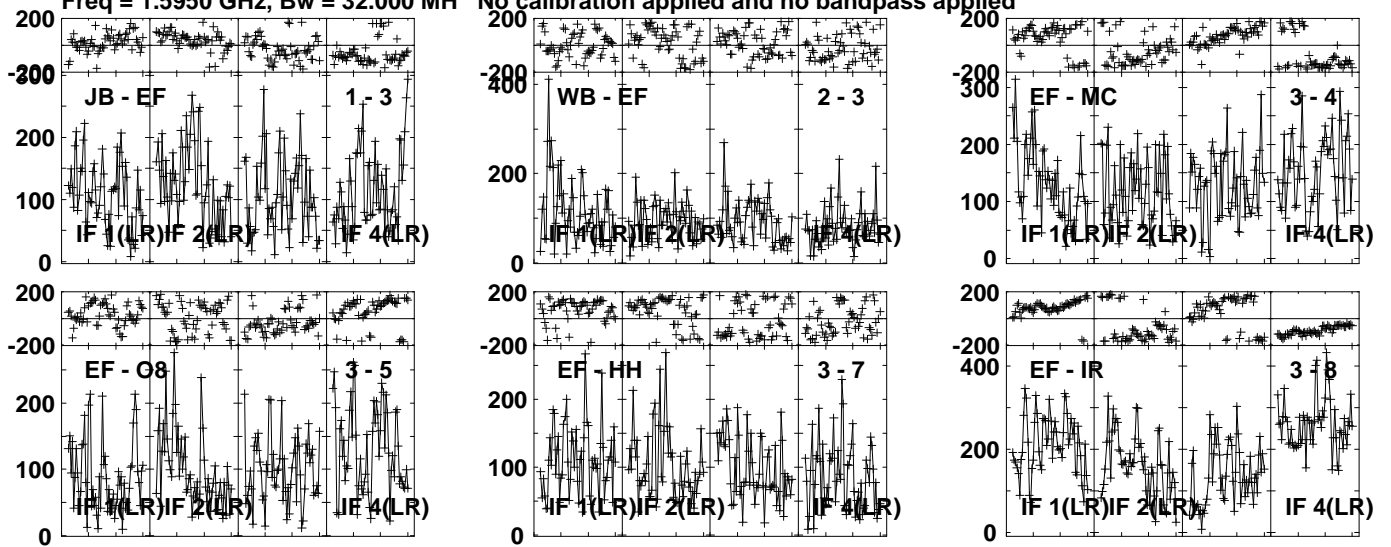 Freq = 1.5950 GHz, Bw = 32.000 MH No calibration applied and no bandpass applied
200
-200
300
200
100
0
JB - EF
1 - 3
IF 1(LR)
IF 2(LR)
IF 4(LR)
200
-200
400
200
0
WB - EF
2 - 3
IF 1(LR)
IF 2(LR)
IF 4(LR)
200
-200
300
200
100
0
EF - MC
3 - 4
IF 1(LR)
IF 2(LR)
IF 4(LR)
200
-200
200
100
0
EF - O8
3 - 5
IF 1(LR)
IF 2(LR)
IF 4(LR)
200
-200
200
100
0
EF - HH
3 - 7
IF 1(LR)
IF 2(LR)
IF 4(LR)
200
-200
400
200
0
EF - IR
3 - 8
IF 1(LR)
IF 2(LR)
IF 4(LR)